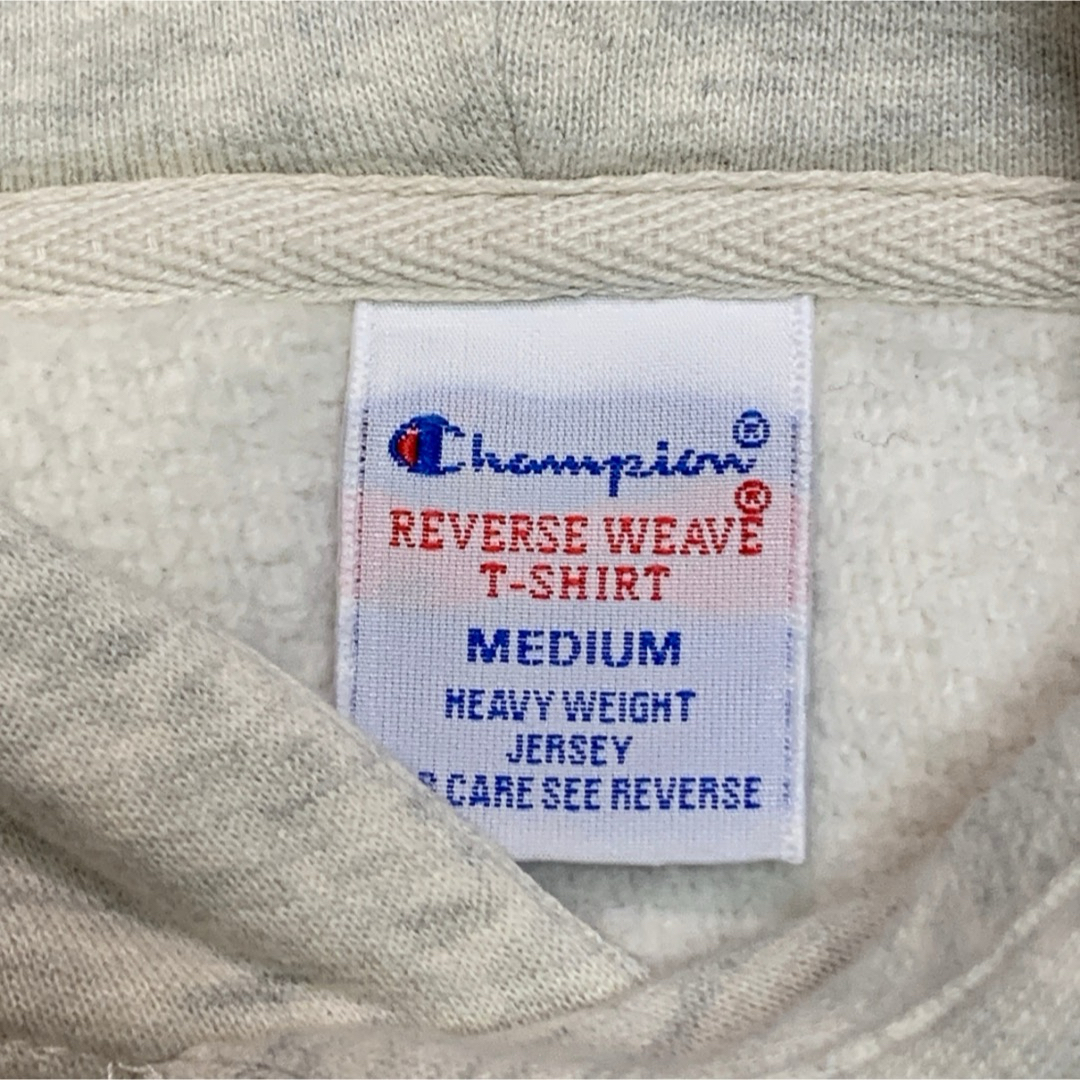 Champion®
REVERSE WEAVE®
T-SHIRT
MEDIUM
HEAVY WEIGHT
JERSEY
CARE SEE REVERSE